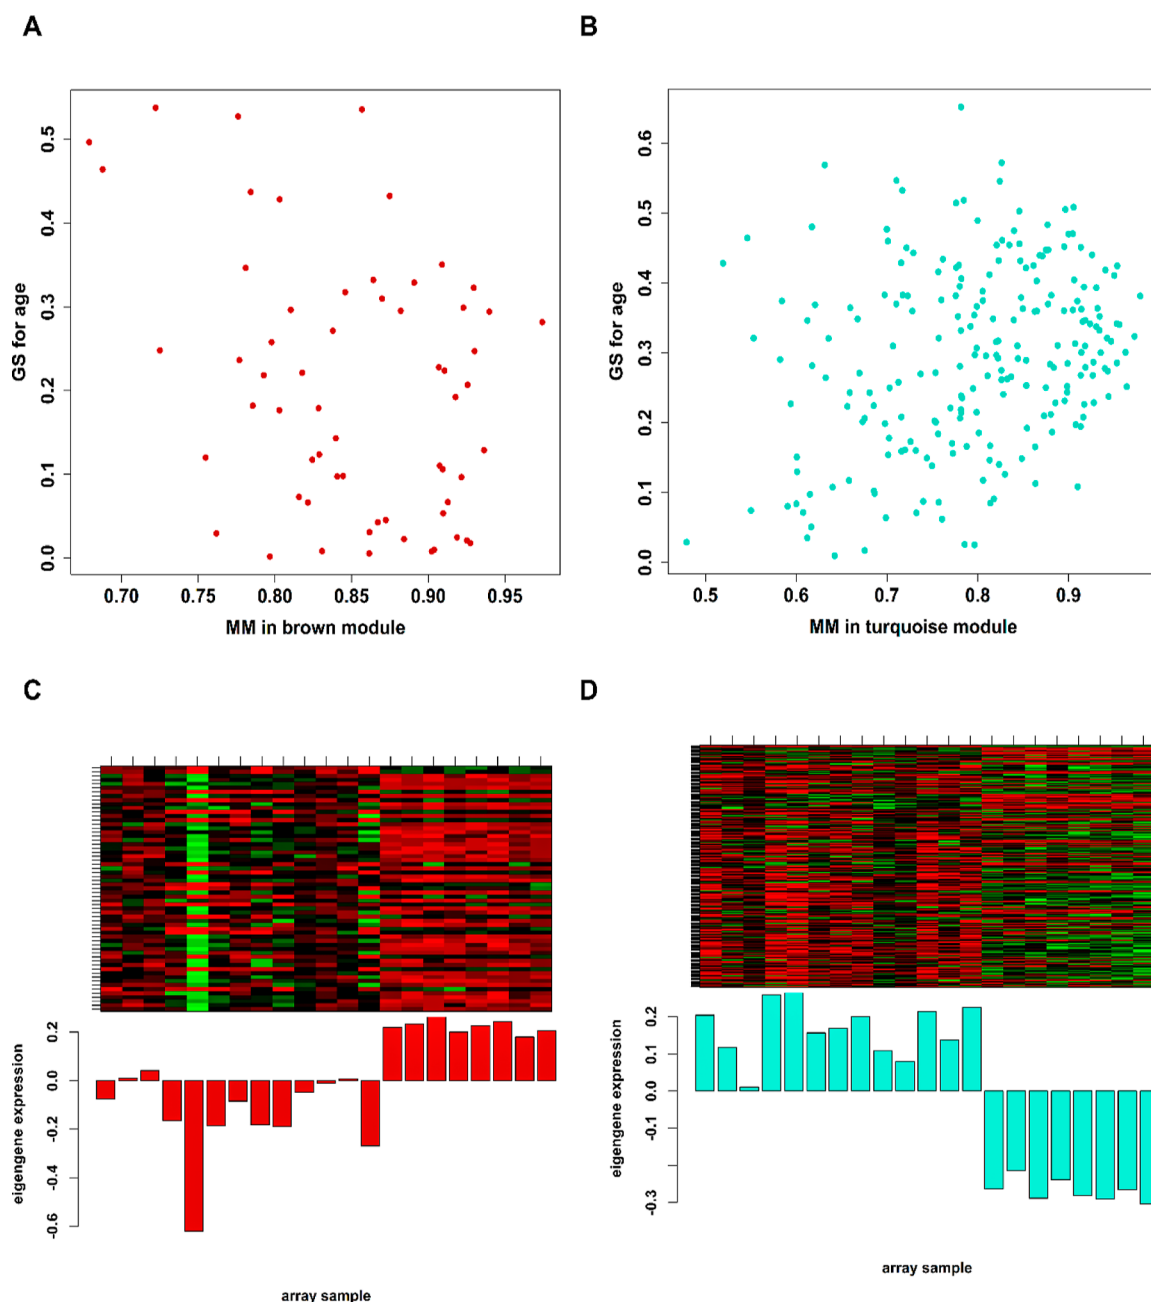 A
B
GS for age
0.5
0.4
0.3
0.2
0.1
0.0
0.70 0.75 0.80 0.85 0.90 0.95
MM in brown module
GS for age
0.6
0.5
0.4
0.3
0.2
0.1
0.0
0.5 0.6 0.7 0.8 0.9
MM in turquoise module
C
D
eigengene expression
0.2
0.0
-0.2
-0.4
-0.6
array sample
eigengene expression
0.2
0.1
0.0
-0.1
-0.3
array sample